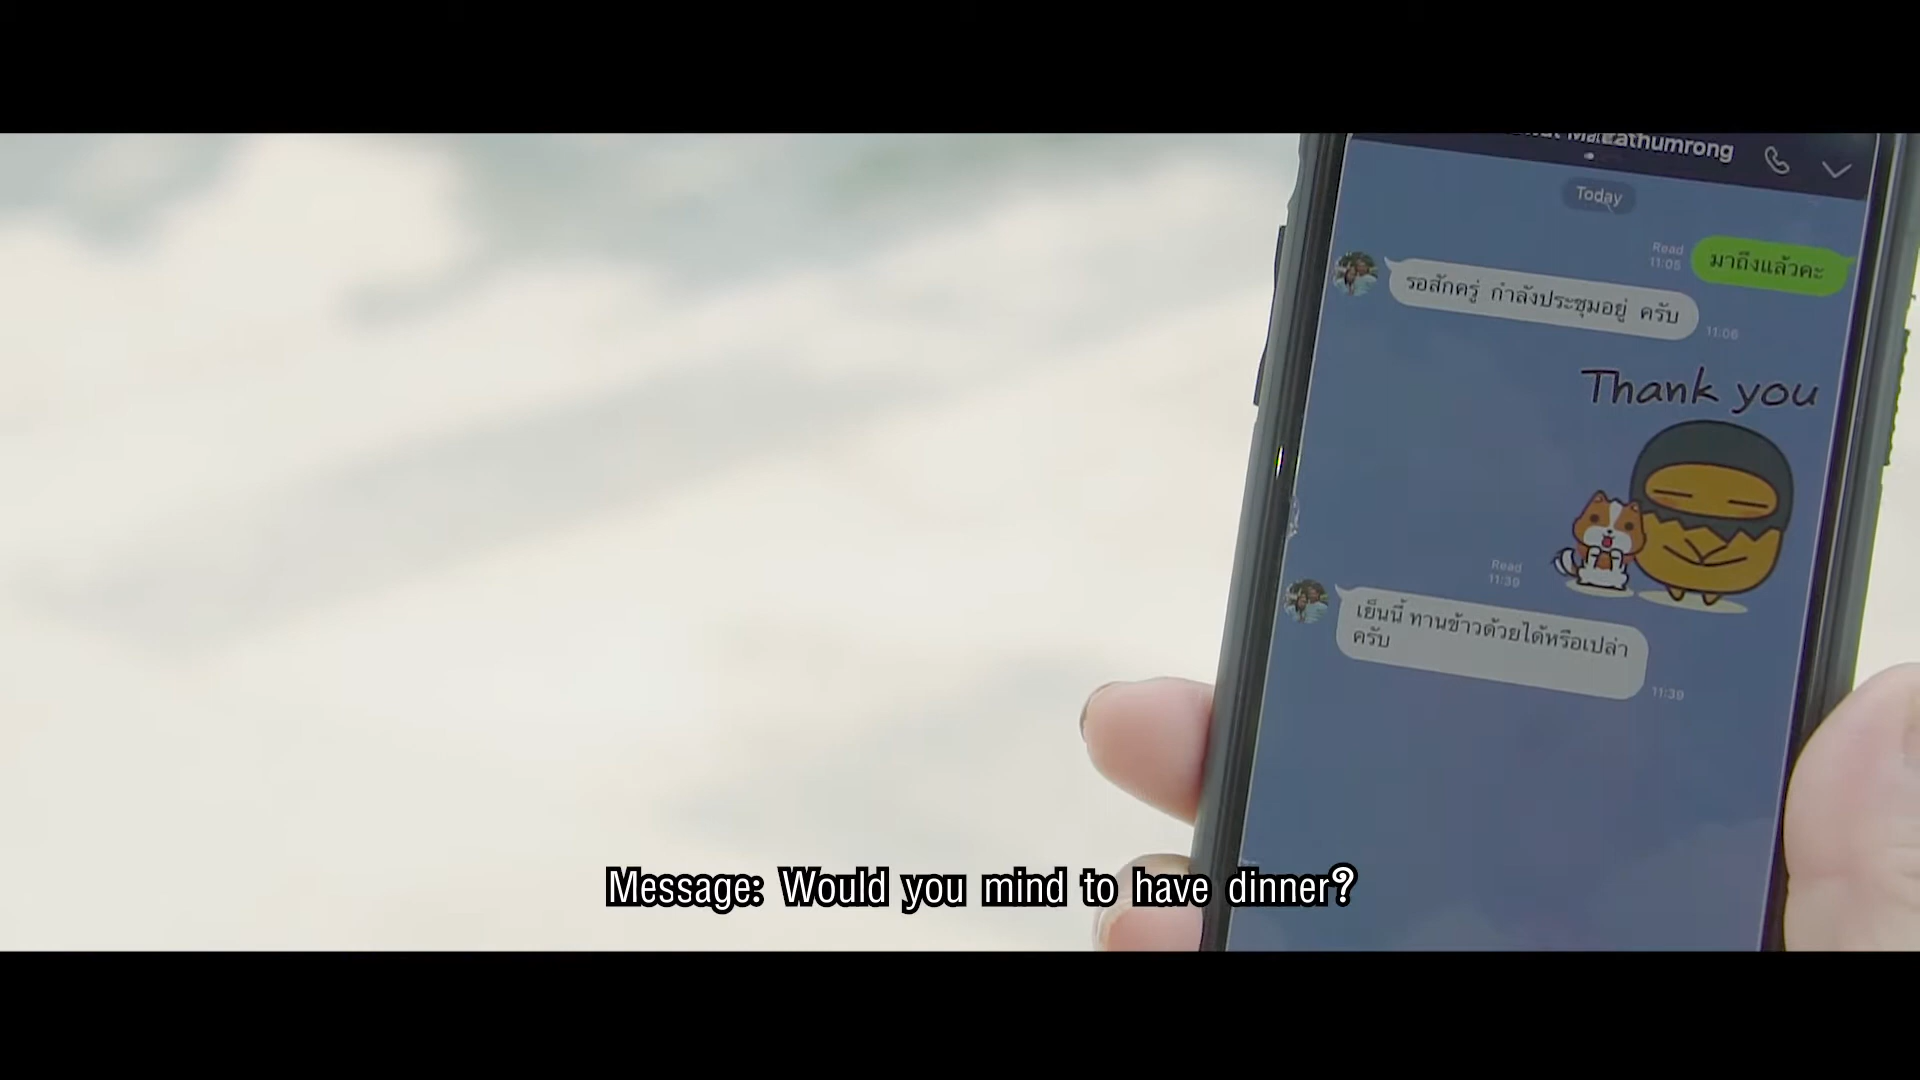 athumrong
Today
Read
11:05
มาถึงแล้วคะ
รอสักครู่ กำลังประชุมอยู่ ครับ
11:06
Thank you
Read
11:39
เย็นนี้ ทานข้าวด้วยได้หรือเปล่า
ครับ
11:39
Message: Would you mind to have dinner?